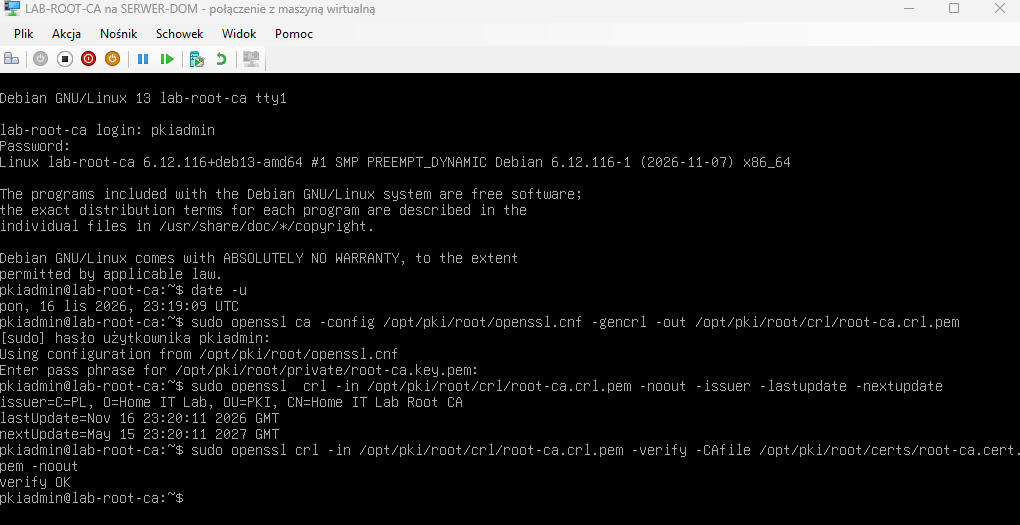 LAB-ROOT-CA na SERWER-DOM - połączenie z maszyną wirtualną
Plik Akcja Nośnik Schowek Widok Pomoc
Debian GNU/Linux 13 lab-root-ca tty1
lab-root-ca login: pkiadmin
Password:
Linux lab-root-ca 6.12.116+deb13-amd64 #1 SMP PREEMPT_DYNAMIC Debian 6.12.116-1 (2026-11-07) x86_64
The programs included with the Debian GNU/Linux system are free software;
the exact distribution terms for each program are described in the
individual files in /usr/share/doc/*/copyright.
Debian GNU/Linux comes with ABSOLUTELY NO WARRANTY, to the extent
permitted by applicable law.
pkiadmin@lab-root-ca:~$ date -u
pon, 16 lis 2026, 23:19:09 UTC
pkiadmin@lab-root-ca:~$ sudo openssl ca -config /opt/pki/root/openssl.cnf -gencrl -out /opt/pki/root/crl/root-ca.crl.pem
[sudo] hasło użytkownika pkiadmin:
Using configuration from /opt/pki/root/openssl.cnf
Enter pass phrase for /opt/pki/root/private/root-ca.key.pem:
pkiadmin@lab-root-ca:~$ sudo openssl  crl -in /opt/pki/root/crl/root-ca.crl.pem -noout -issuer -lastupdate -nextupdate
issuer=C=PL, O=Home IT Lab, OU=PKI, CN=Home IT Lab Root CA
lastUpdate=Nov 16 23:20:11 2026 GMT
nextUpdate=May 15 23:20:11 2027 GMT
pkiadmin@lab-root-ca:~$ sudo openssl crl -in /opt/pki/root/crl/root-ca.crl.pem -verify -CAfile /opt/pki/root/certs/root-ca.cert.
pem -noout
verify OK
pkiadmin@lab-root-ca:~$